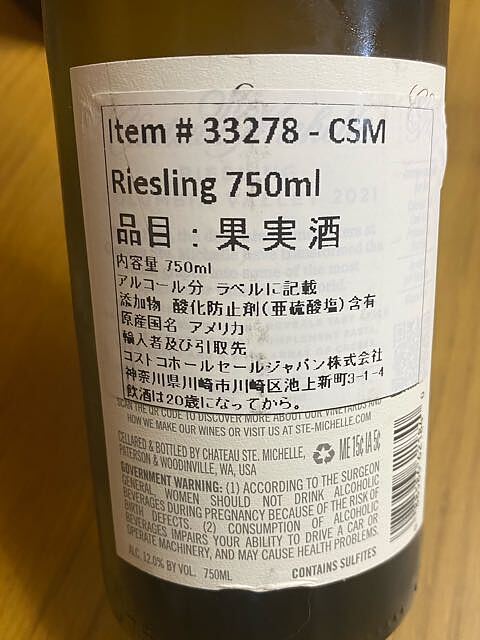 Item # 33278 - CSM
Riesling 750ml
2021
品目：果実酒
内容量 750ml
アルコール分 ラベルに記載
添加物 酸化防止剤(亜硫酸塩)含有
原産国名 アメリカ
輸入者及び引取先
コストコホールセールジャパン株式会社
神奈川県川崎市川崎区池上新町3-1-4
飲酒は20歳になってから。
SCAN THE QR CODE TO DISCOVER MORE ABOUT OUR VINEYARDS AND
HOW WE MAKE OUR WINES OR VISIT US AT STE-MICHELLE.COM
CELLARED & BOTTLED BY CHATEAU STE. MICHELLE,
PATERSON & WOODINVILLE, WA, USA
ME 15¢ IA 5¢
GOVERNMENT WARNING: (1) ACCORDING TO THE SURGEON
GENERAL WOMEN SHOULD NOT DRINK ALCOHOLIC
BEVERAGES DURING PREGNANCY BECAUSE OF THE RISK OF
BIRTH DEFECTS. (2) CONSUMPTION OF ALCOHOLIC
BEVERAGES IMPAIRS YOUR ABILITY TO DRIVE A CAR OR
OPERATE MACHINERY, AND MAY CAUSE HEALTH PROBLEMS.
ALC. 12.0% BY VOL. 750ML
CONTAINS SULFITES